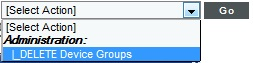 [Select Action] Go
[Select Action]
Administration:
|_DELETE Device Groups